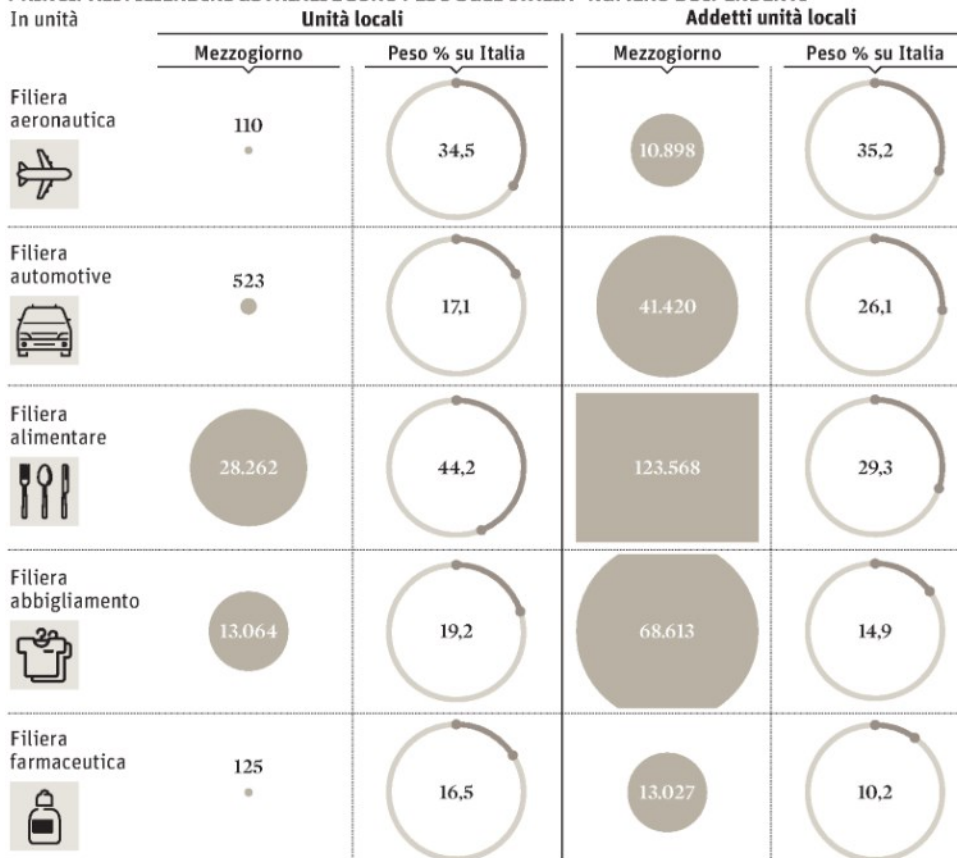 In unità
Unità locali
Addetti unità locali
Mezzogiorno
Peso % su Italia
Mezzogiorno
Peso % su Italia
Filiera
aeronautica
110
34,5
10.898
35,2
Filiera
automotive
523
17,1
41.420
26,1
Filiera
alimentare
28.262
44,2
123.568
29,3
Filiera
abbigliamento
13.064
19,2
68.613
14,9
Filiera
farmaceutica
125
16,5
13.027
10,2